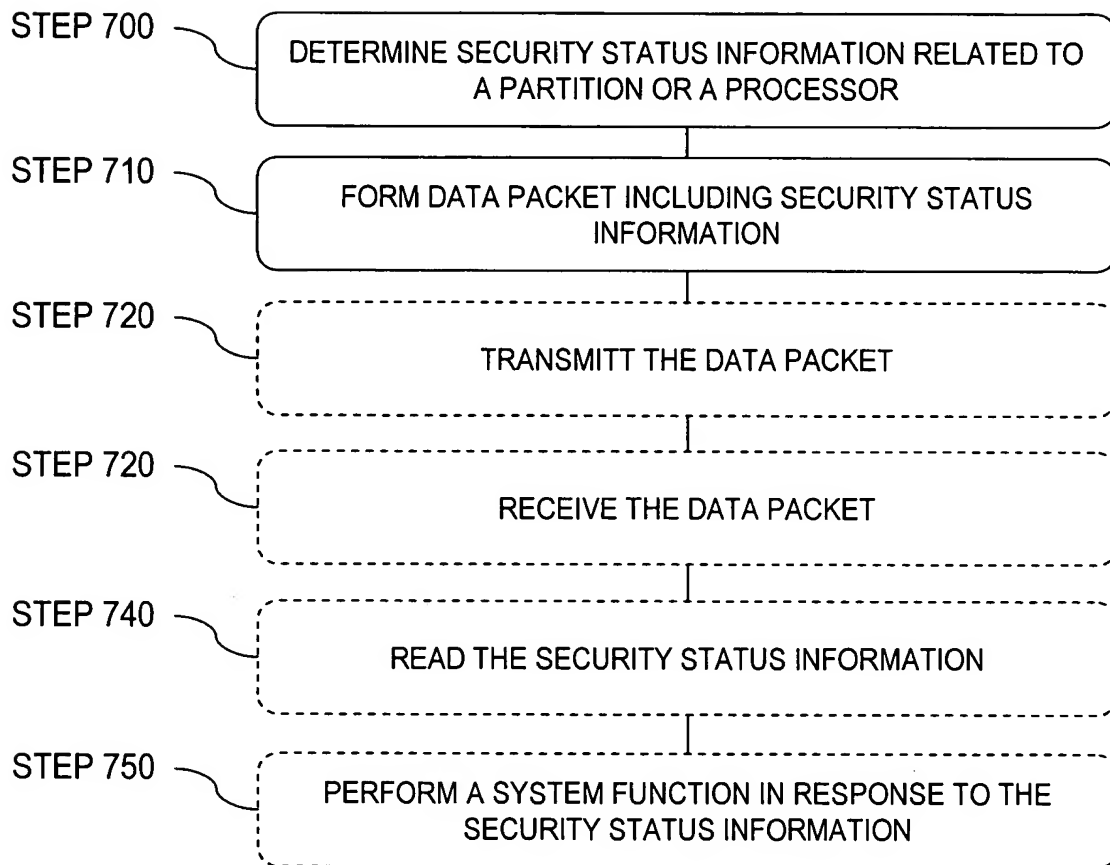 STEP 700
DETERMINE SECURITY STATUS INFORMATION RELATED TO
A PARTITION OR A PROCESSOR
STEP 710
FORM DATA PACKET INCLUDING SECURITY STATUS
INFORMATION
STEP 720
TRANSMITT THE DATA PACKET
STEP 720
RECEIVE THE DATA PACKET
STEP 740
READ THE SECURITY STATUS INFORMATION
STEP 750
PERFORM A SYSTEM FUNCTION IN RESPONSE TO THE
SECURITY STATUS INFORMATION